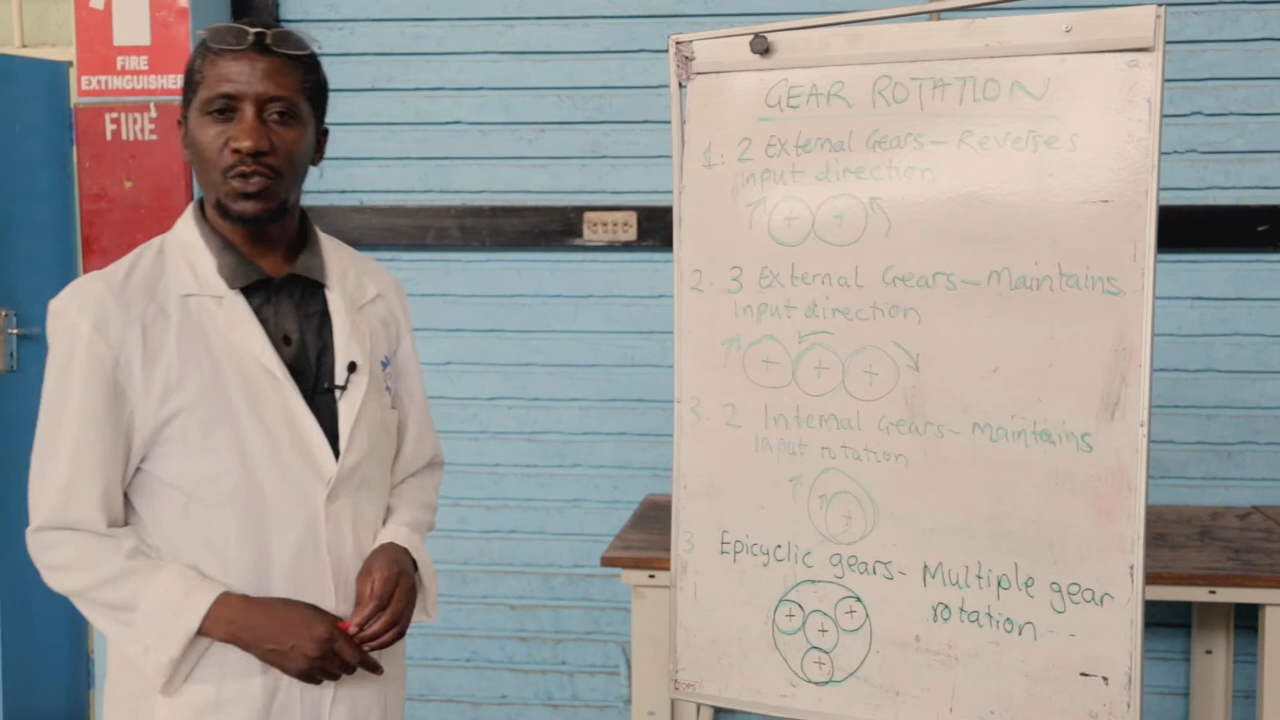 FIRE
EXTINGUISHER
FIRE
GEAR ROTATION
1: 2 External Gears - Reverses
Input direction
2. 3 External Gears - Maintains
Input direction
3. 2 Internal Gears - maintains
Input rotation
3 Epicyclic gears - Multiple gear
rotation